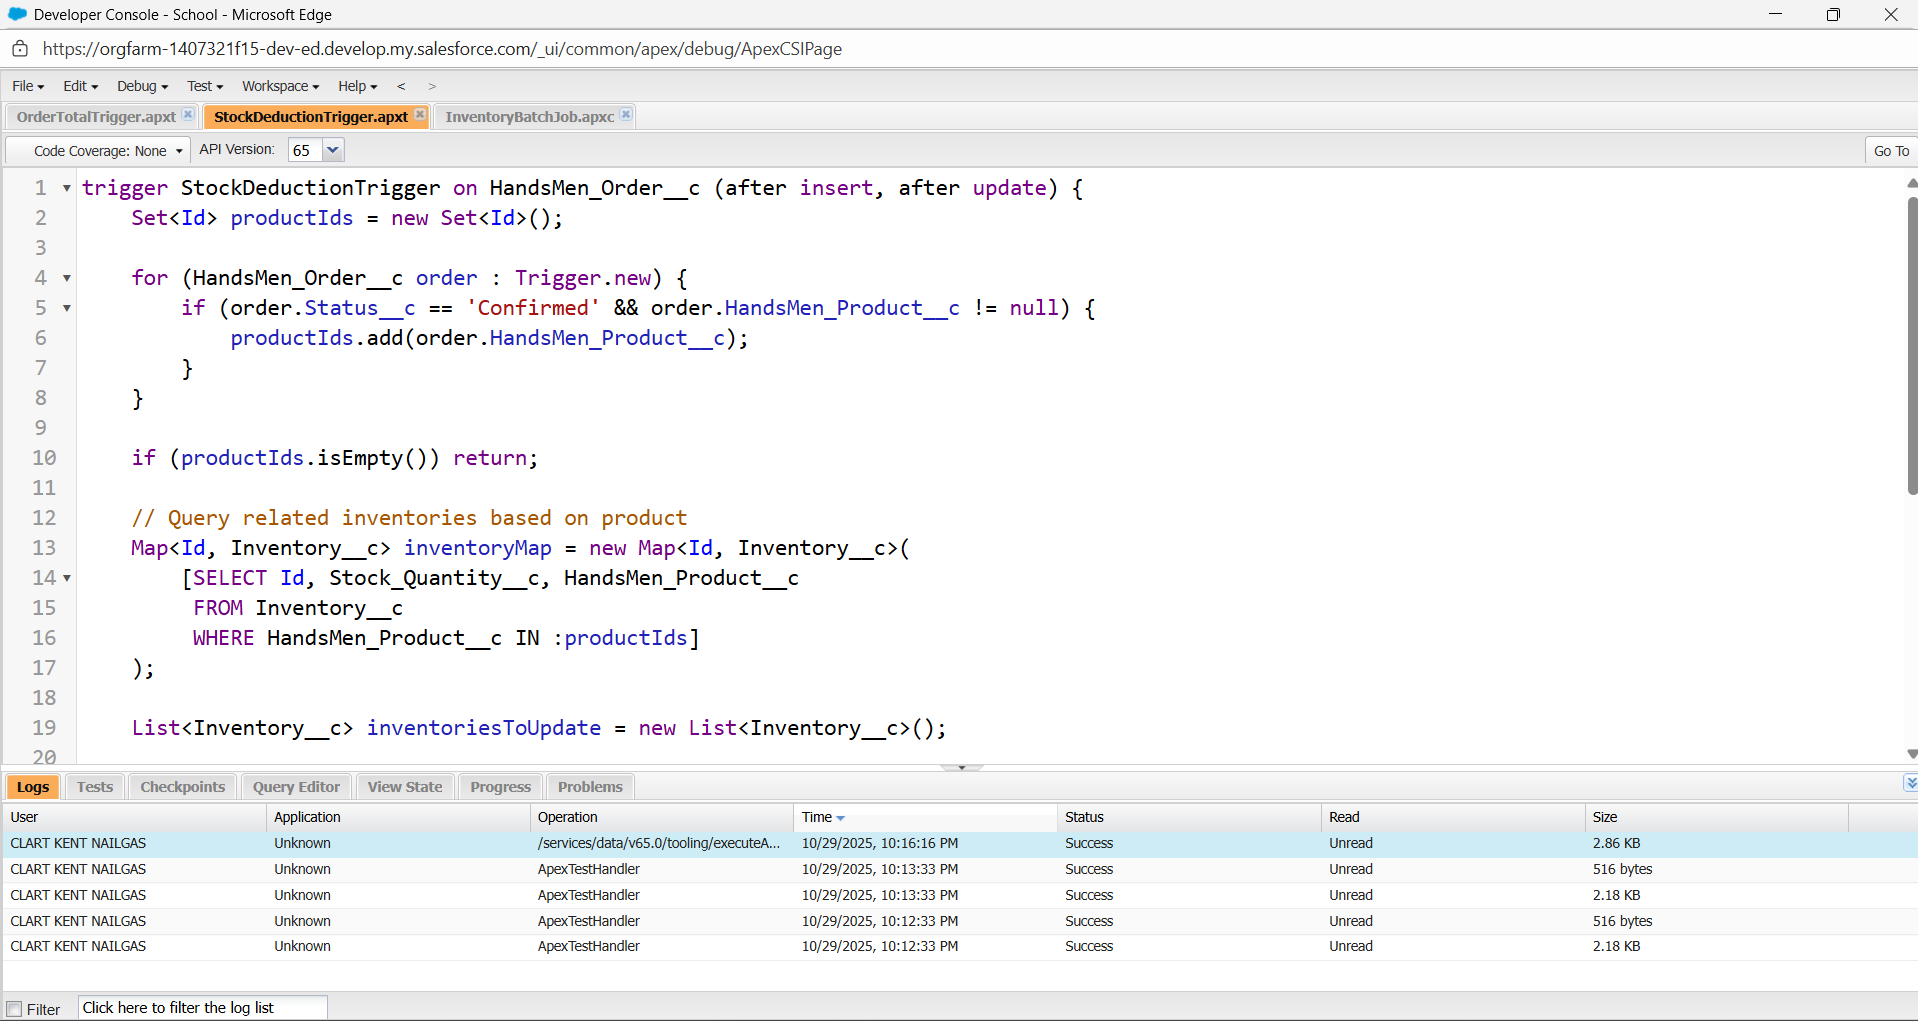 Developer Console - School - Microsoft Edge
https://orgfarm-1407321f15-dev-ed.develop.my.salesforce.com/_ui/common/apex/debug/ApexCSIPage
File Edit Debug Test Workspace Help < >
OrderTotalTrigger.apxt StockDeductionTrigger.apxt InventoryBatchJob.apxc
Code Coverage: None API Version: 65 Go To
1 trigger StockDeductionTrigger on HandsMen_Order__c (after insert, after update) {
2 Set<Id> productIds = new Set<Id>();
3
4 for (HandsMen_Order__c order : Trigger.new) {
5 if (order.Status__c == 'Confirmed' && order.HandsMen_Product__c != null) {
6 productIds.add(order.HandsMen_Product__c);
7 }
8 }
9
10 if (productIds.isEmpty()) return;
11
12 // Query related inventories based on product
13 Map<Id, Inventory__c> inventoryMap = new Map<Id, Inventory__c>(
14 [SELECT Id, Stock_Quantity__c, HandsMen_Product__c
15 FROM Inventory__c
16 WHERE HandsMen_Product__c IN :productIds]
17 );
18
19 List<Inventory__c> inventoriesToUpdate = new List<Inventory__c>();
20
Logs Tests Checkpoints Query Editor View State Progress Problems
User Application Operation Time Status Read Size
CLART KENT NAILGAS Unknown /services/data/v65.0/tooling/executeA... 10/29/2025, 10:16:16 PM Success Unread 2.86 KB
CLART KENT NAILGAS Unknown ApexTestHandler 10/29/2025, 10:13:33 PM Success Unread 516 bytes
CLART KENT NAILGAS Unknown ApexTestHandler 10/29/2025, 10:13:33 PM Success Unread 2.18 KB
CLART KENT NAILGAS Unknown ApexTestHandler 10/29/2025, 10:12:33 PM Success Unread 516 bytes
CLART KENT NAILGAS Unknown ApexTestHandler 10/29/2025, 10:12:33 PM Success Unread 2.18 KB
Filter Click here to filter the log list